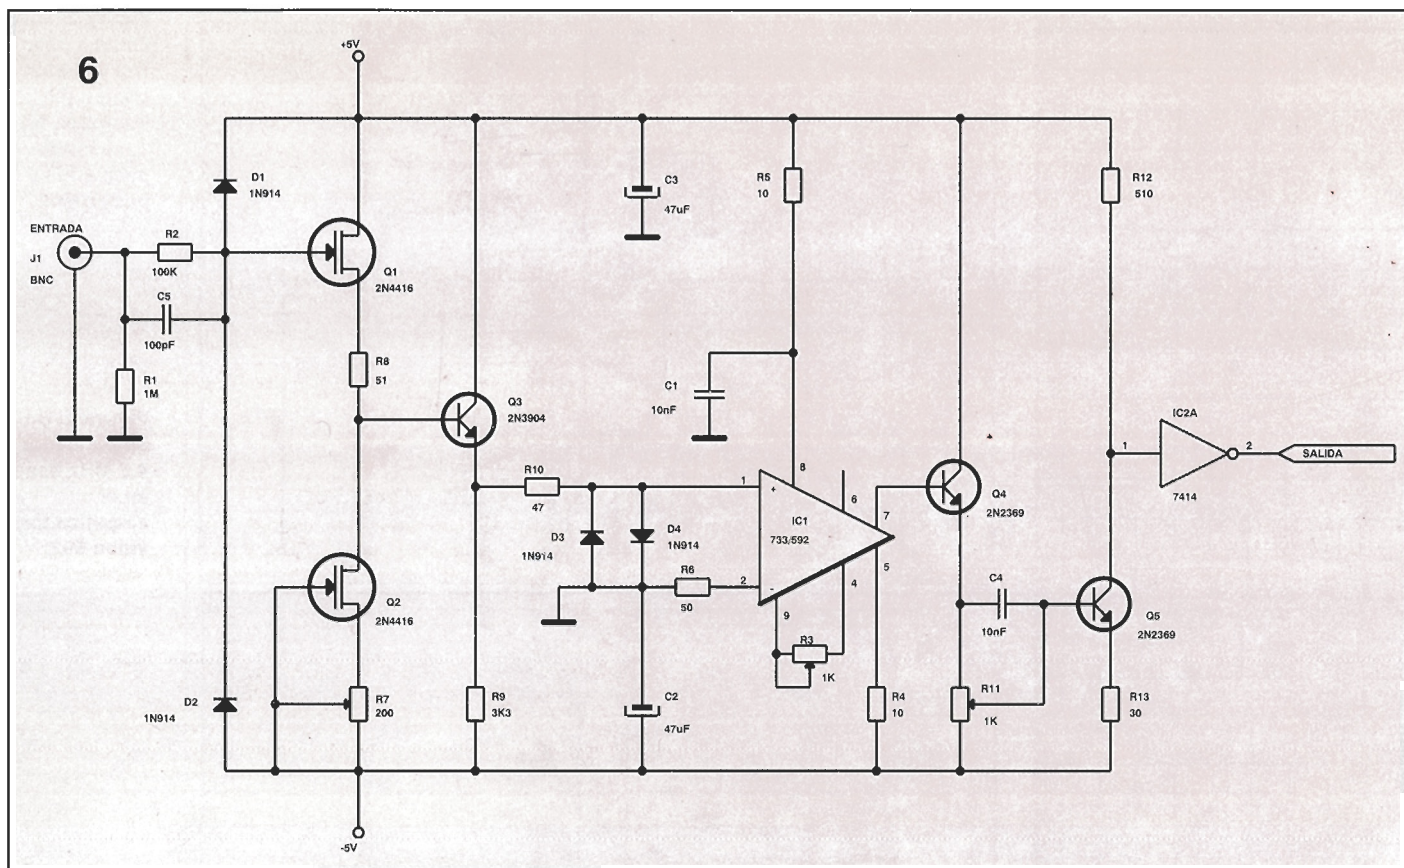 6
+5V
D1
1N914
ENTRADA
J1
BNC
R2
100K
C5
100pF
R1
1M
Q1
2N4416
R8
51
Q3
2N3904
C3
47uF
R5
10
R12
510
C1
10nF
IC2A
1
2
SALIDA
7414
R10
47
D3
1N914
D4
1N914
R6
50
1
2
+
-
8
6
7
IC1
733/592
5
4
9
R3
1K
Q4
2N2369
C4
10nF
Q5
2N2369
Q2
2N4416
D2
1N914
R7
200
R9
3K3
C2
47uF
R4
10
R11
1K
R13
30
-5V